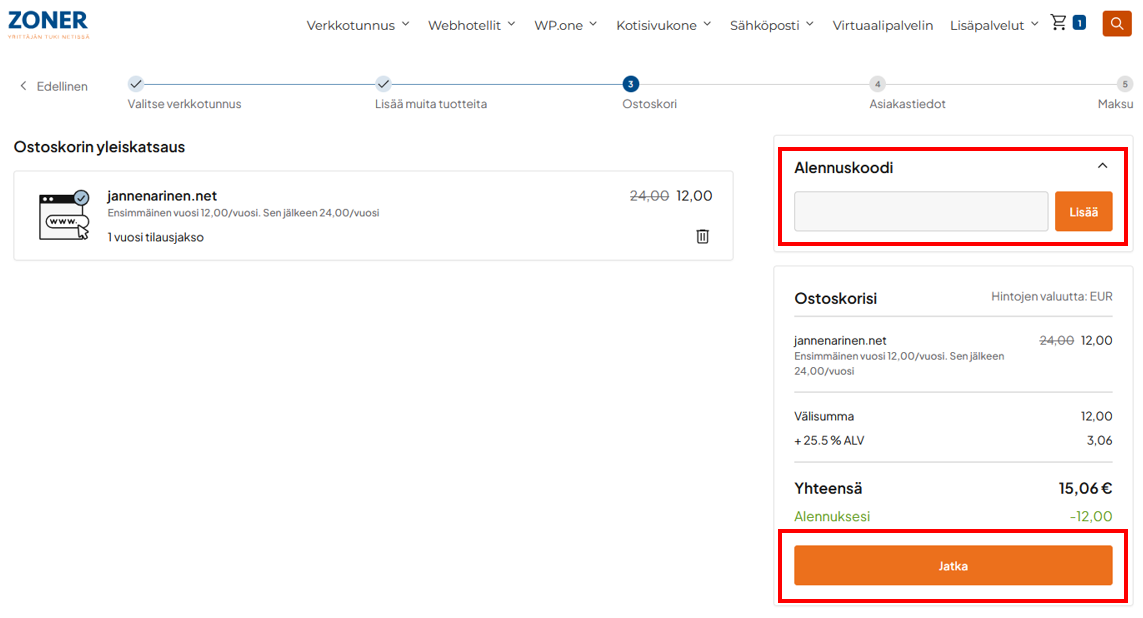 ZONER
YRITTÄJÄN TUKI NETISSÄ
Verkkotunnus
Webhotellit
WP.one
Kotisivukone
Sähköposti
Virtuaalipalvelin
Lisäpalvelut
1
Edellinen
Valitse verkkotunnus
Lisää muita tuotteita
3
Ostoskori
4
Asiakastiedot
5
Maksu
Ostoskorin yleiskatsaus
www.
jannenarinen.net
24,00 12,00
Ensimmäinen vuosi 12,00/vuosi. Sen jälkeen 24,00/vuosi
1 vuosi tilausjakso
Alennuskoodi
Lisää
Ostoskorisi
Hintojen valuutta: EUR
jannenarinen.net
24,00 12,00
Ensimmäinen vuosi 12,00/vuosi. Sen jälkeen
24,00/vuosi
Välisumma 12,00
+ 25.5 % ALV 3,06
Yhteensä 15,06 €
Alennuksesi -12,00
Jatka